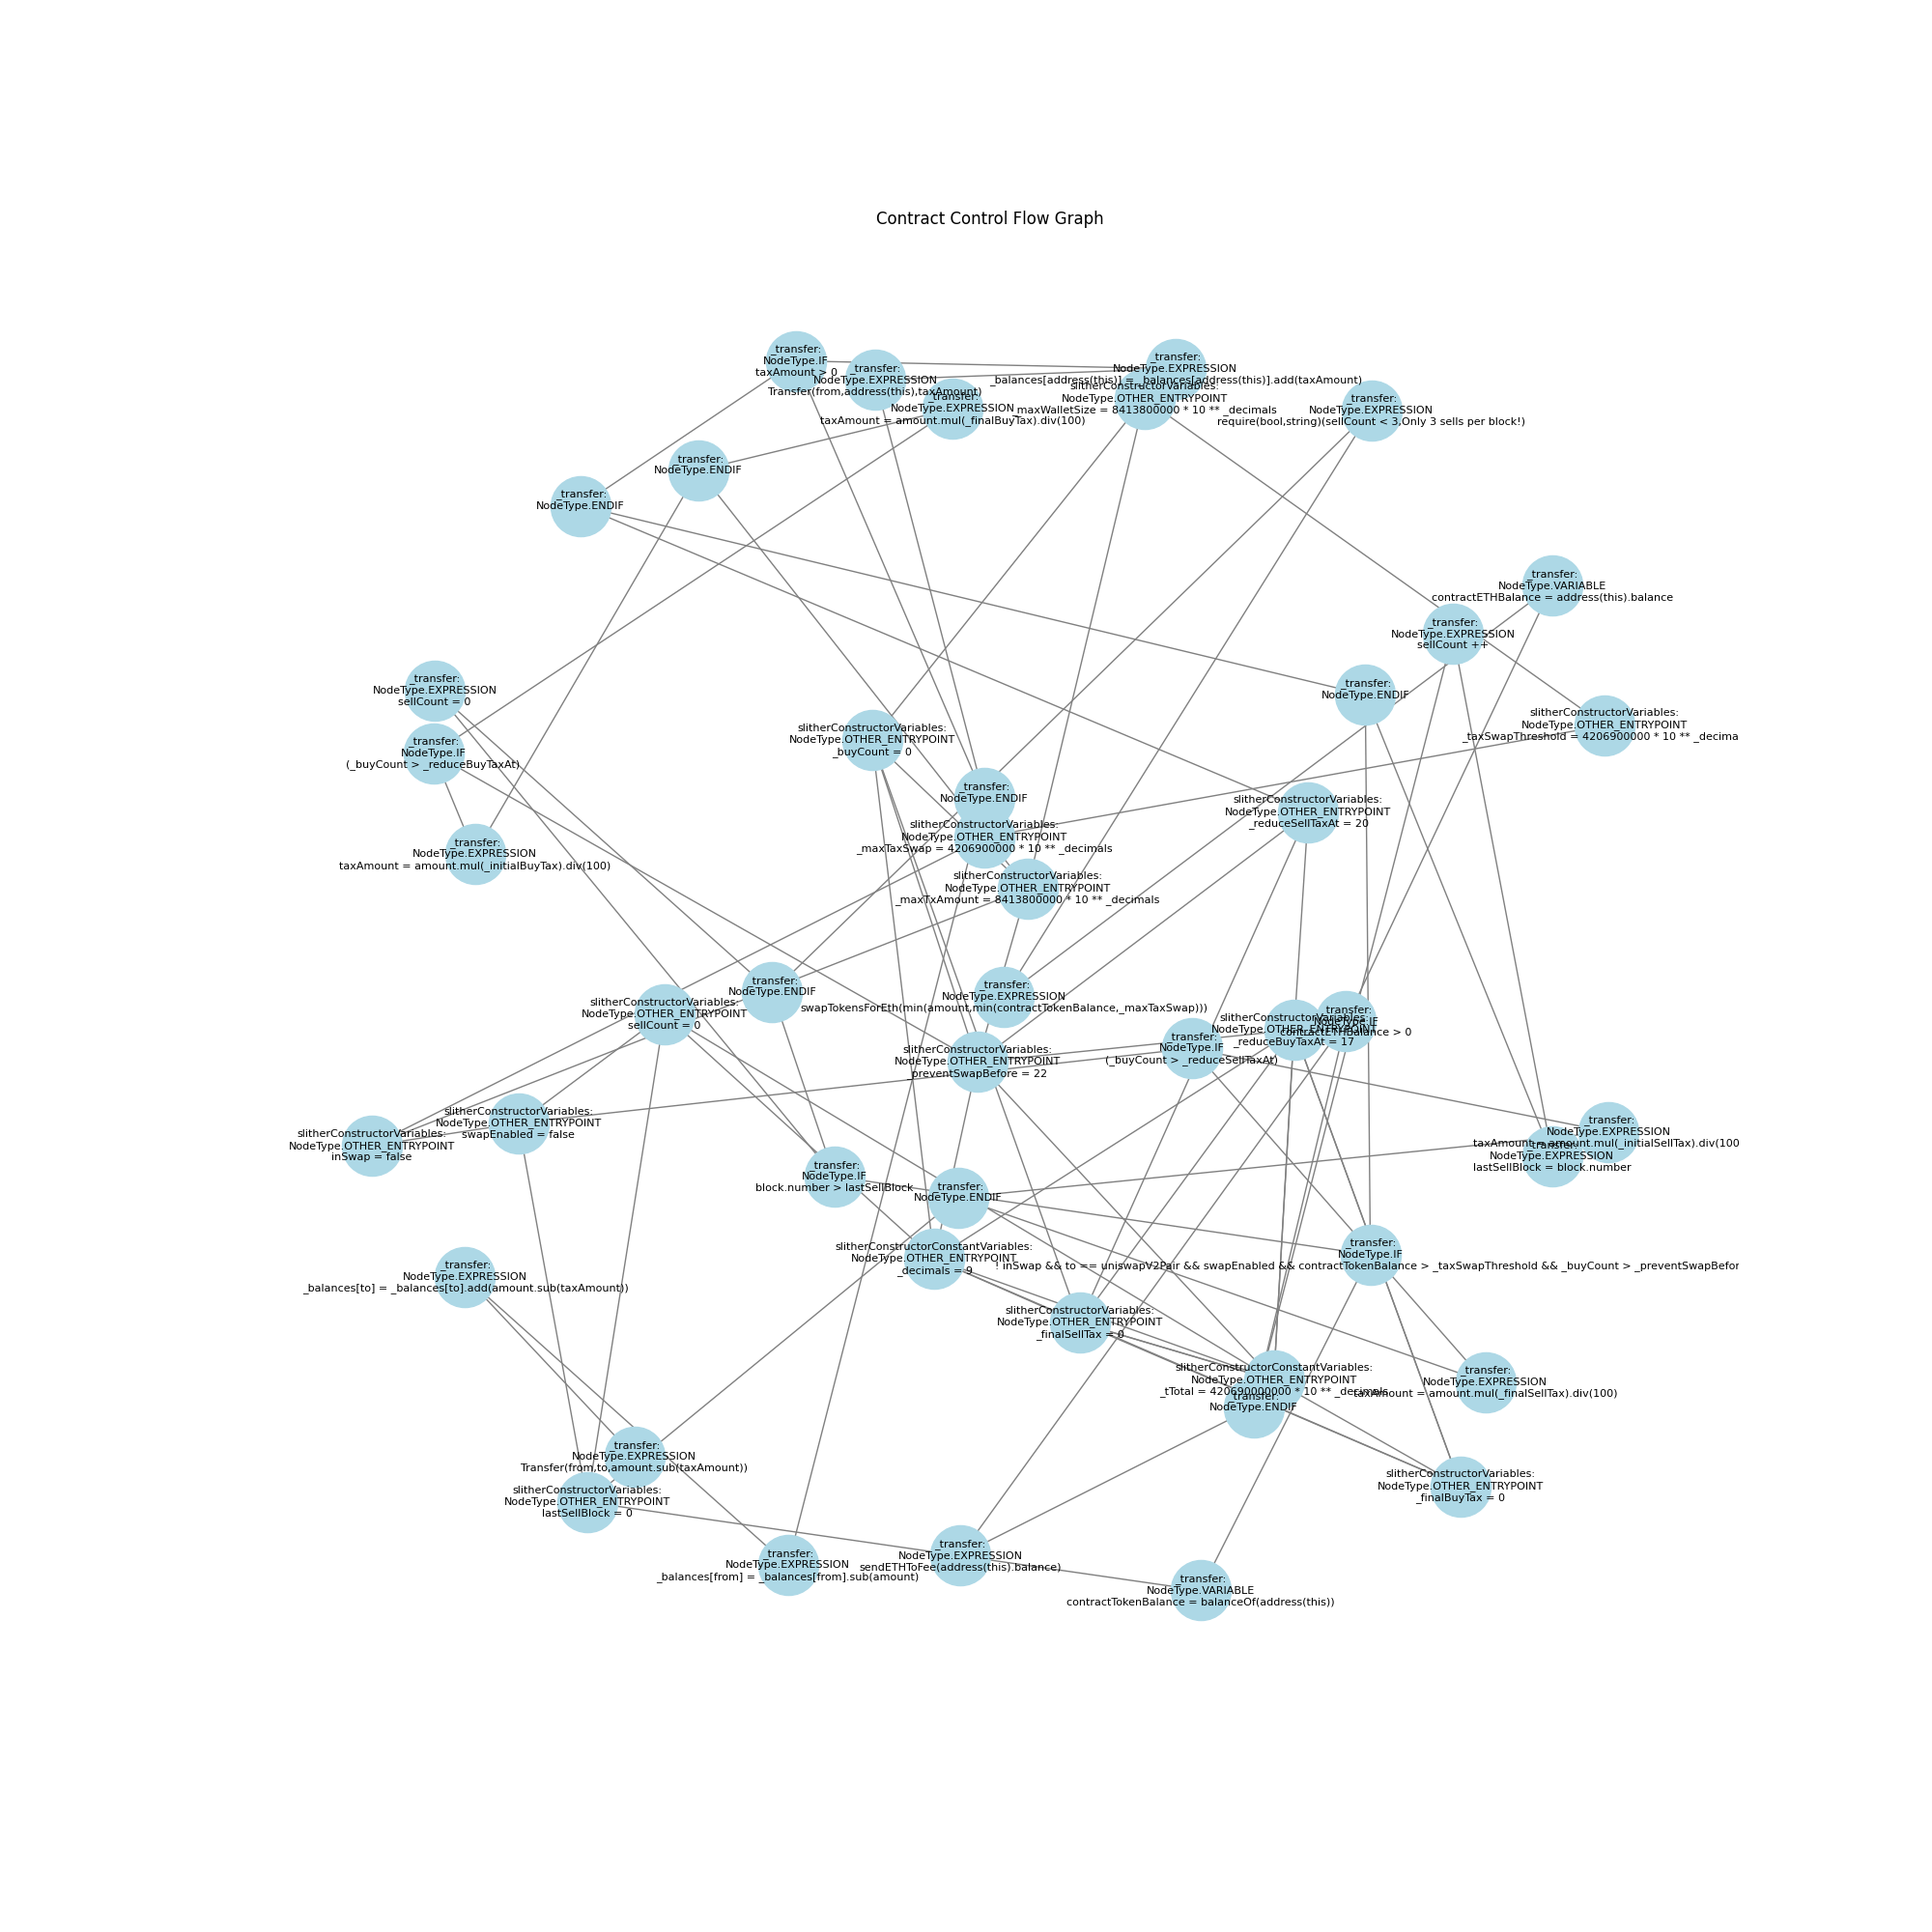 Contract Control Flow Graph
_transfer:
NodeType.IF
taxAmount > 0
_transfer:
NodeType.EXPRESSION
_balances[address(this)] = _balances[address(this)].add(taxAmount)
_transfer:
NodeType.EXPRESSION
Transfer(from,address(this),taxAmount)
slitherConstructorVariables:
NodeType.OTHER_ENTRYPOINT
_maxWalletSize = 8413800000 * 10 ** _decimals
_transfer:
NodeType.EXPRESSION
taxAmount = amount.mul(_finalBuyTax).div(100)
_transfer:
NodeType.EXPRESSION
require(bool,string)(sellCount < 3,Only 3 sells per block!)
_transfer:
NodeType.ENDIF
_transfer:
NodeType.ENDIF
_transfer:
NodeType.VARIABLE
contractETHBalance = address(this).balance
_transfer:
NodeType.EXPRESSION
sellCount ++
_transfer:
NodeType.EXPRESSION
sellCount = 0
_transfer:
NodeType.ENDIF
slitherConstructorVariables:
NodeType.OTHER_ENTRYPOINT
_taxSwapThreshold = 4206900000 * 10 ** _decima
_transfer:
NodeType.IF
(_buyCount > _reduceBuyTaxAt)
slitherConstructorVariables:
NodeType.OTHER_ENTRYPOINT
_buyCount = 0
_transfer:
NodeType.ENDIF
slitherConstructorVariables:
NodeType.OTHER_ENTRYPOINT
_reduceSellTaxAt = 20
slitherConstructorVariables:
NodeType.OTHER_ENTRYPOINT
_maxTaxSwap = 4206900000 * 10 ** _decimals
_transfer:
NodeType.EXPRESSION
taxAmount = amount.mul(_initialBuyTax).div(100)
slitherConstructorVariables:
NodeType.OTHER_ENTRYPOINT
_maxTxAmount = 8413800000 * 10 ** _decimals
_transfer:
NodeType.ENDIF
_transfer:
NodeType.EXPRESSION
swapTokensForEth(min(amount,min(contractTokenBalance,_maxTaxSwap)))
slitherConstructorVariables:
NodeType.OTHER_ENTRYPOINT
sellCount = 0
_transfer:
NodeType.IF
contractETHBalance > 0
slitherConstructorVariables:
NodeType.OTHER_ENTRYPOINT
_reduceBuyTaxAt = 17
_transfer:
NodeType.IF
(_buyCount > _reduceSellTaxAt)
slitherConstructorVariables:
NodeType.OTHER_ENTRYPOINT
_preventSwapBefore = 22
slitherConstructorVariables:
NodeType.OTHER_ENTRYPOINT
swapEnabled = false
slitherConstructorVariables:
NodeType.OTHER_ENTRYPOINT
inSwap = false
_transfer:
NodeType.EXPRESSION
taxAmount = amount.mul(_initialSellTax).div(100
_transfer:
NodeType.EXPRESSION
lastSellBlock = block.number
_transfer:
NodeType.IF
block.number > lastSellBlock
_transfer:
NodeType.ENDIF
slitherConstructorConstantVariables:
NodeType.OTHER_ENTRYPOINT
_decimals = 9
_transfer:
NodeType.IF
! inSwap && to == uniswapV2Pair && swapEnabled && contractTokenBalance > _taxSwapThreshold && _buyCount > _preventSwapBefor
_transfer:
NodeType.EXPRESSION
_balances[to] = _balances[to].add(amount.sub(taxAmount))
slitherConstructorVariables:
NodeType.OTHER_ENTRYPOINT
_finalSellTax = 0
slitherConstructorConstantVariables:
NodeType.OTHER_ENTRYPOINT
_tTotal = 420690000000 * 10 ** _decimals
_transfer:
NodeType.EXPRESSION
taxAmount = amount.mul(_finalSellTax).div(100)
_transfer:
NodeType.ENDIF
_transfer:
NodeType.EXPRESSION
Transfer(from,to,amount.sub(taxAmount))
slitherConstructorVariables:
NodeType.OTHER_ENTRYPOINT
_finalBuyTax = 0
slitherConstructorVariables:
NodeType.OTHER_ENTRYPOINT
lastSellBlock = 0
_transfer:
NodeType.EXPRESSION
_balances[from] = _balances[from].sub(amount)
_transfer:
NodeType.EXPRESSION
sendETHToFee(address(this).balance)
_transfer:
NodeType.VARIABLE
contractTokenBalance = balanceOf(address(this))